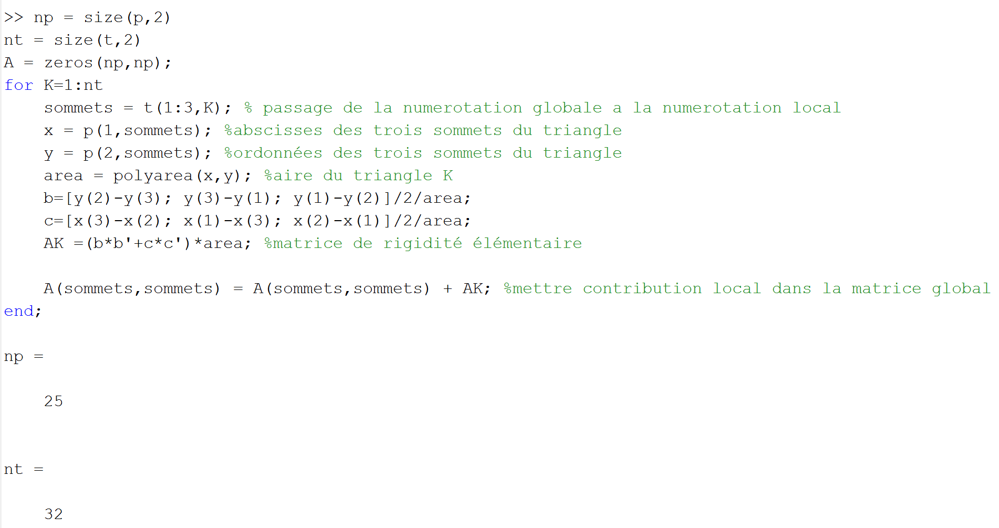 >> np = size(p,2)
nt = size(t,2)
A = zeros(np,np);
for K=1:nt
    sommets = t(1:3,K); % passage de la numerotation globale a la numerotation local
    x = p(1,sommets); %abscisses des trois sommets du triangle
    y = p(2,sommets); %ordonnées des trois sommets du triangle
    area = polyarea(x,y); %aire du triangle K
    b=[y(2)-y(3); y(3)-y(1); y(1)-y(2)]/2/area;
    c=[x(3)-x(2); x(1)-x(3); x(2)-x(1)]/2/area;
    AK =(b*b'+c*c')*area; %matrice de rigidité élémentaire
    A(sommets,sommets) = A(sommets,sommets) + AK; %mettre contribution local dans la matrice global
end;
np =
    25
nt =
    32